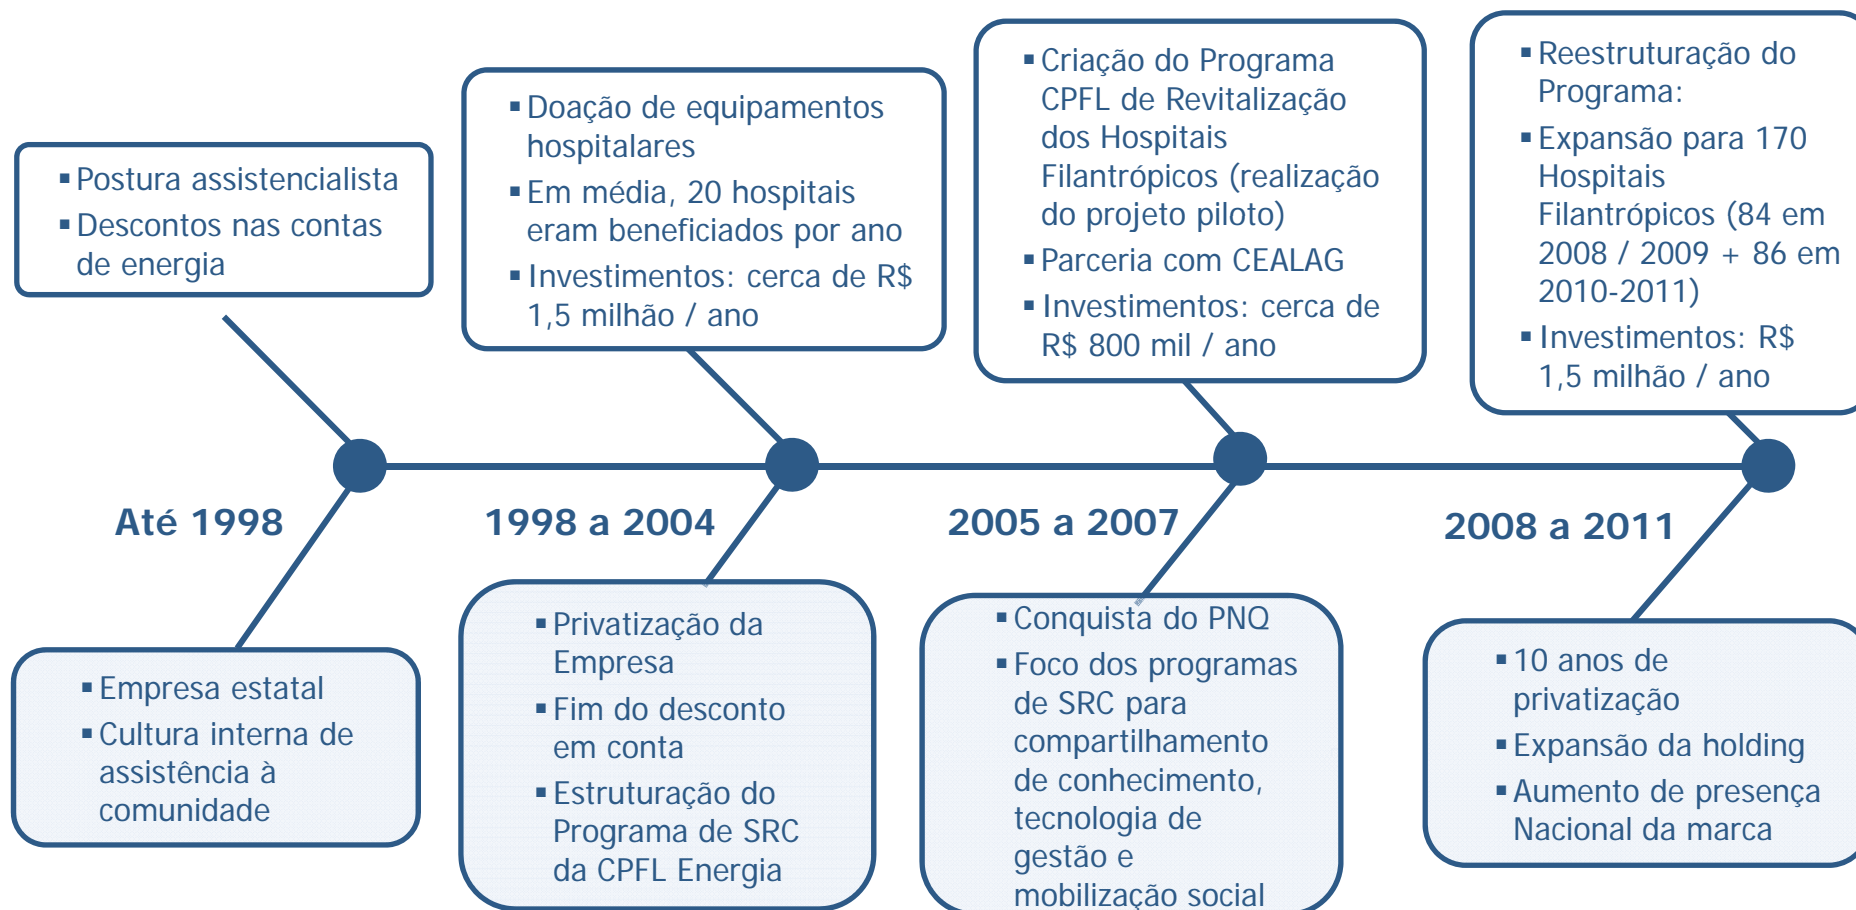 ▪ Postura assistencialista
▪ Descontos nas contas
de energia
▪ Doação de equipamentos
hospitalares
▪ Em média, 20 hospitais
eram beneficiados por ano
▪ Investimentos: cerca de R$
1,5 milhão / ano
▪ Criação do Programa
CPFL de Revitalização
dos Hospitais
Filantrópicos (realização
do projeto piloto)
▪ Parceria com CEALAG
▪ Investimentos: cerca de
R$ 800 mil / ano
▪ Reestruturação do
Programa:
▪ Expansão para 170
Hospitais
Filantrópicos (84 em
2008 / 2009 + 86 em
2010-2011)
▪ Investimentos: R$
1,5 milhão / ano
Até 1998
1998 a 2004
2005 a 2007
2008 a 2011
▪ Empresa estatal
▪ Cultura interna de
assistência à
comunidade
▪ Privatização da
Empresa
▪ Fim do desconto
em conta
▪ Estruturação do
Programa de SRC
da CPFL Energia
▪ Conquista do PNQ
▪ Foco dos programas
de SRC para
compartilhamento
de conhecimento,
tecnologia de
gestão e
mobilização social
▪ 10 anos de
privatização
▪ Expansão da holding
▪ Aumento de presença
Nacional da marca